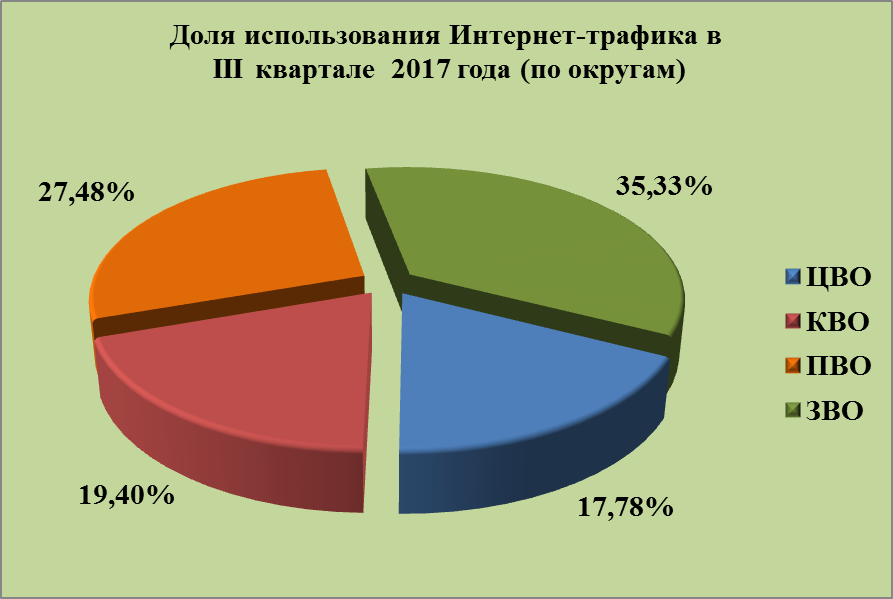 Доля использования Интернет-трафика в
III квартале 2017 года (по округам)
27,48%
35,33%
19,40%
17,78%
ЦВО
КВО
ПВО
ЗВО